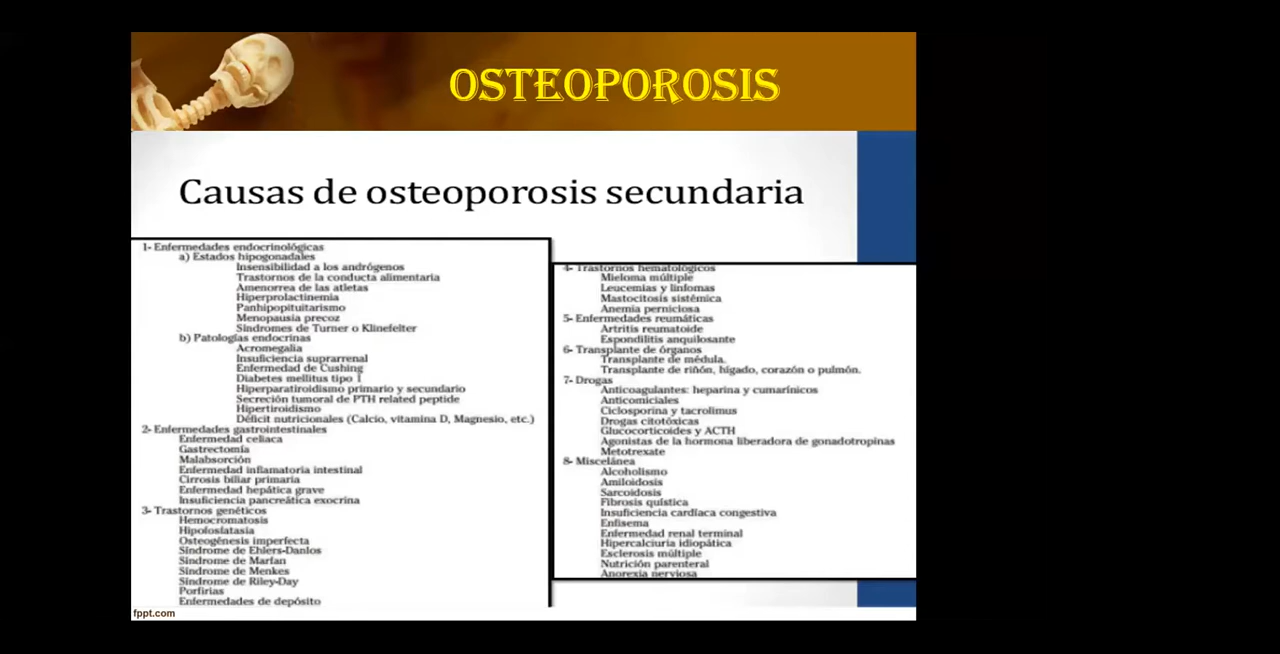 OSTEOPOROSIS
Causas de osteoporosis secundaria
1- Enfermedades endocrinológicas
a) Estados hipogonadales
Insensibilidad a los andrógenos
Trastornos de la conducta alimentaria
Amenorrea de las atletas
Hiperprolactinemia
Panhipopituitarismo
Menopausia precoz
Síndromes de Turner o Klinefelter
b) Patologías endocrinas
Acromegalia
Insuficiencia suprarrenal
Enfermedad de Cushing
Diabetes mellitus tipo I
Hiperparatiroidismo primario y secundario
Secreción tumoral de PTH related peptide
Hipertiroidismo
Déficit nutricionales (Calcio, vitamina D, Magnesio, etc.)
2- Enfermedades gastrointestinales
Enfermedad celiaca
Gastrectomía
Malabsorción
Enfermedad inflamatoria intestinal
Cirrosis biliar primaria
Enfermedad hepática grave
Insuficiencia pancreática exocrina
3- Trastornos genéticos
Hemocromatosis
Hipofosfatasia
Osteogénesis imperfecta
Síndrome de Ehlers-Danlos
Síndrome de Marfan
Síndrome de Menkes
Síndrome de Riley-Day
Porfirias
Enfermedades de depósito
4- Trastornos hematológicos
Mieloma múltiple
Leucemias y linfomas
Mastocitosis sistémica
Anemia perniciosa
5- Enfermedades reumáticas
Artritis reumatoide
Espondilitis anquilosante
6- Transplante de órganos
Transplante de médula.
Transplante de riñón, hígado, corazón o pulmón.
7- Drogas
Anticoagulantes: heparina y cumarínicos
Anticomiciales
Ciclosporina y tacrolimus
Drogas citotóxicas
Glucocorticoides y ACTH
Agonistas de la hormona liberadora de gonadotropinas
Metotrexate
8- Miscelánea
Alcoholismo
Amiloidosis
Sarcoidosis
Fibrosis quística
Insuficiencia cardíaca congestiva
Enfisema
Enfermedad renal terminal
Hipercalciuria idiopática
Esclerosis múltiple
Nutrición parenteral
Anorexia nerviosa
fppt.com